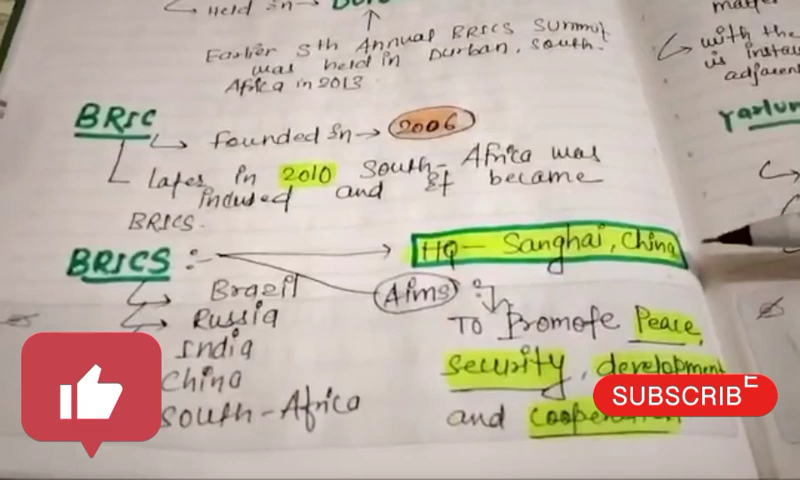 Held in →
Earlier 5th Annual BRICS Summit
was held in Durban, South-
Africa in 2013
BRIC
Founded in → 2006
Later in 2010 South-Africa was
Induced and it became
BRICS.
BRICS :-
HQ - Sanghai, China
Brazil
Russia
India
China
South-Africa
Aims :-
To Promote Peace,
security, development
and cooperation
with the
is
adjacent
SUBSCRIBE